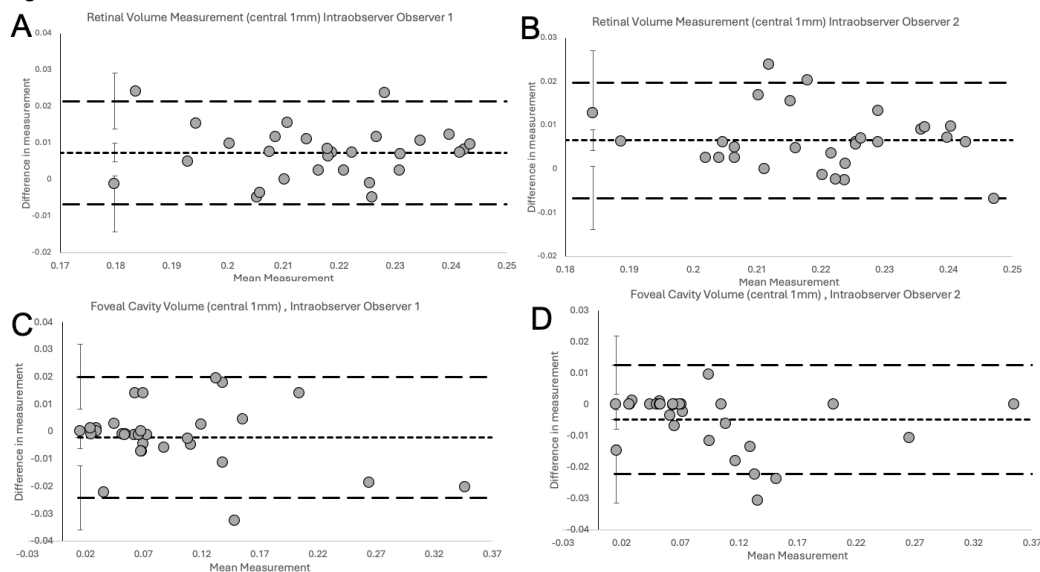 A
Retinal Volume Measurement (central 1mm) Intraobserver Observer 1
Difference in measurement
0.04
0.03
0.02
0.01
0
-0.01
-0.02
0.17 0.18 0.19 0.2 0.21 0.22 0.23 0.24 0.25
Mean Measurement
B
Retinal Volume Measurement (central 1mm) Intraobserver Observer 2
Difference in measurement
0.03
0.02
0.01
0
-0.01
-0.02
0.18 0.19 0.2 0.21 0.22 0.23 0.24 0.25
Mean Measurement
C
Foveal Cavity Volume (central 1mm) , Intraobserver Observer 1
Difference in measurement
0.04
0.03
0.02
0.01
0
-0.01
-0.02
-0.03
-0.04
-0.03 0.02 0.07 0.12 0.17 0.22 0.27 0.32 0.37
Mean Measurement
D
Foveal Cavity Volume (central 1mm) , Intraobserver Observer 2
Difference in measurement
0.03
0.02
0.01
0
-0.01
-0.02
-0.03
-0.04
-0.03 0.02 0.07 0.12 0.17 0.22 0.27 0.32 0.37
Mean Measurement